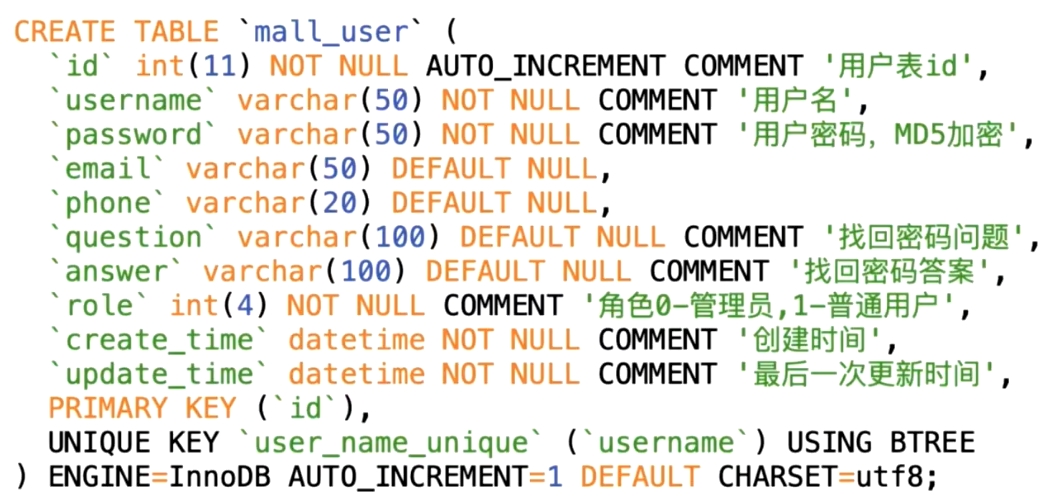 CREATE TABLE `mall_user` (
  `id` int(11) NOT NULL AUTO_INCREMENT COMMENT '用户表id',
  `username` varchar(50) NOT NULL COMMENT '用户名',
  `password` varchar(50) NOT NULL COMMENT '用户密码，MD5加密',
  `email` varchar(50) DEFAULT NULL,
  `phone` varchar(20) DEFAULT NULL,
  `question` varchar(100) DEFAULT NULL COMMENT '找回密码问题',
  `answer` varchar(100) DEFAULT NULL COMMENT '找回密码答案',
  `role` int(4) NOT NULL COMMENT '角色0-管理员,1-普通用户',
  `create_time` datetime NOT NULL COMMENT '创建时间',
  `update_time` datetime NOT NULL COMMENT '最后一次更新时间',
  PRIMARY KEY (`id`),
  UNIQUE KEY `user_name_unique` (`username`) USING BTREE
) ENGINE=InnoDB AUTO_INCREMENT=1 DEFAULT CHARSET=utf8;